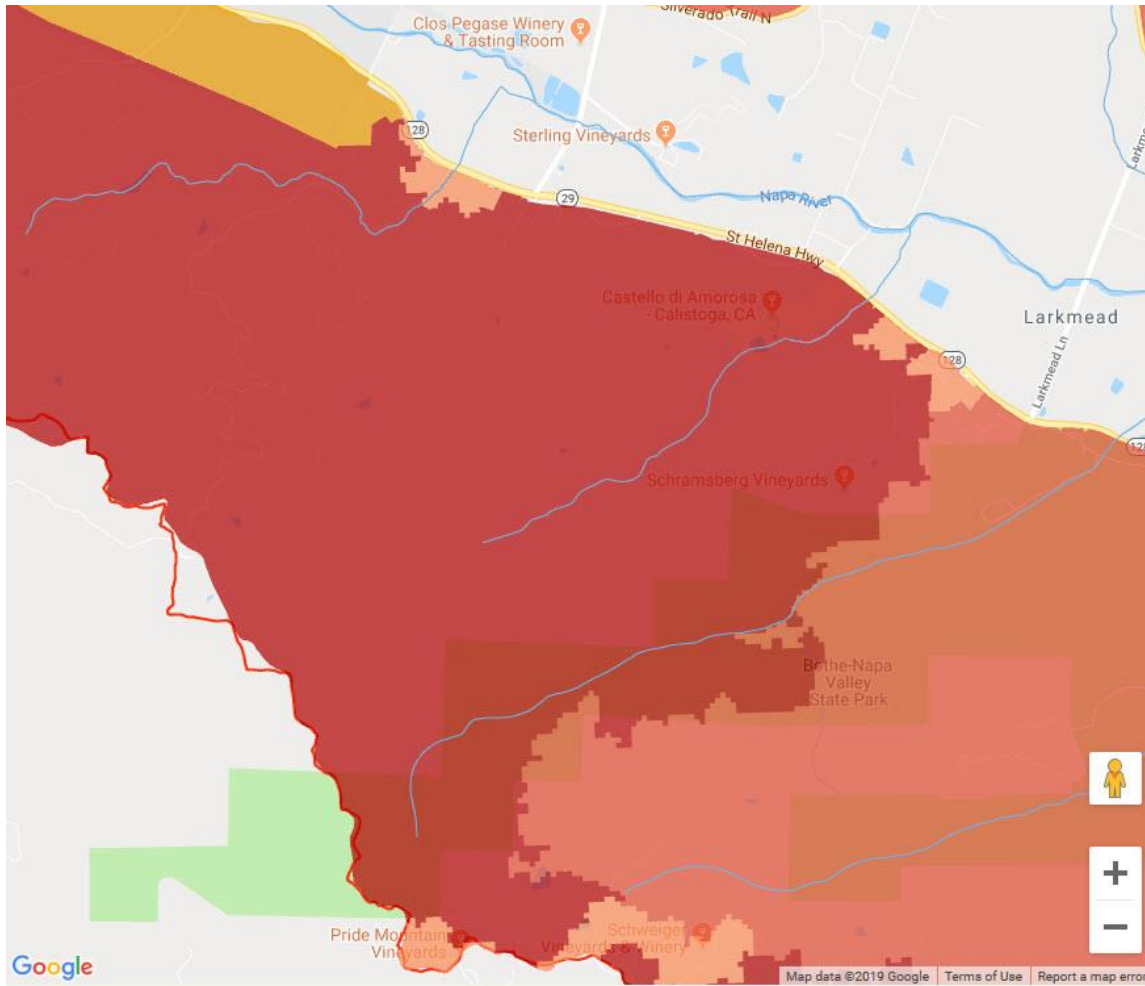 Silverado Trail N
Clos Pegase Winery
& Tasting Room
128
Sterling Vineyards
Larkme
29
Napa River
St Helena Hwy
Castello di Amorosa
- Calistoga, CA
Larkmead
128
Larkmead Ln
128
Schramsberg Vineyards
Bothe-Napa
Valley
State Park
Pride Mountain
Vineyards
Schweiger
Vineyards & Winery
+
−
Google
Map data ©2019 Google
Terms of Use
Report a map error